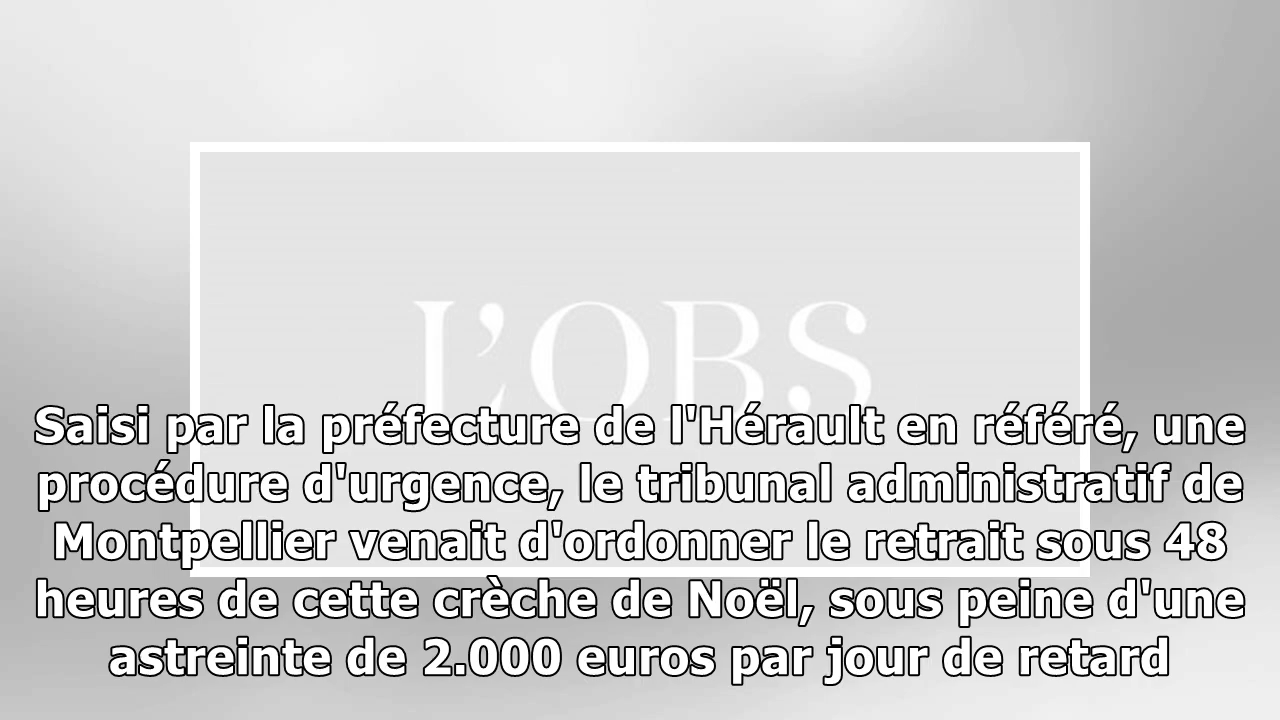 L'OBS
Saisi par la préfecture de l'Hérault en référé, une
procédure d'urgence, le tribunal administratif de
Montpellier venait d'ordonner le retrait sous 48
heures de cette crèche de Noël, sous peine d'une
astreinte de 2.000 euros par jour de retard